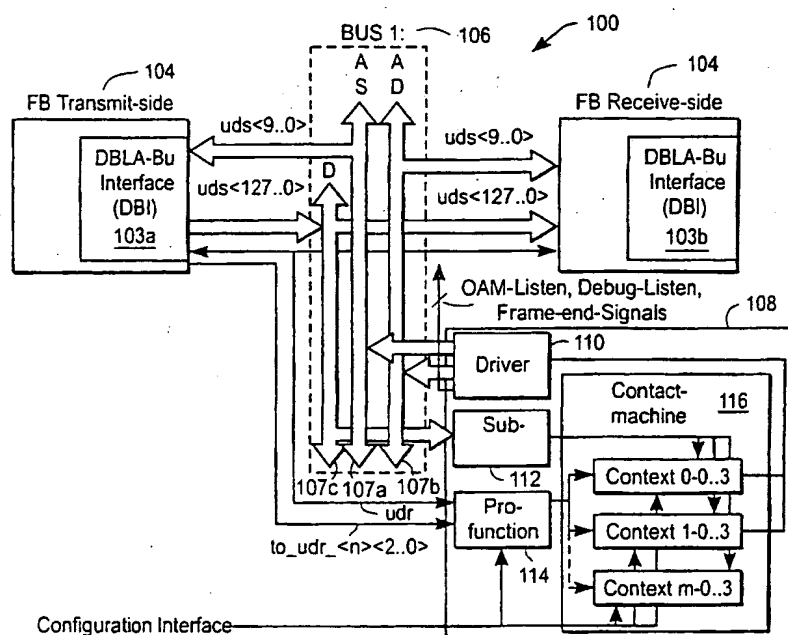 BUS 1:
106
100
104
FB Transmit-side
A
S
A
D
104
FB Receive-side
uds<9..0>
uds<9..0>
DBLA-Bu
Interface
(DBI)
103a
D
uds<127..0>
uds<127..0>
DBLA-Bu
Interface
(DBI)
103b
OAM-Listen, Debug-Listen,
Frame-end-Signals
108
110
Driver
Contact-
machine
116
Sub-
112
107c
107a
107b
udr
Context 0-0..3
Pro-
function
114
Context 1-0..3
to_udr_<n><2..0>
Context m-0..3
Configuration Interface